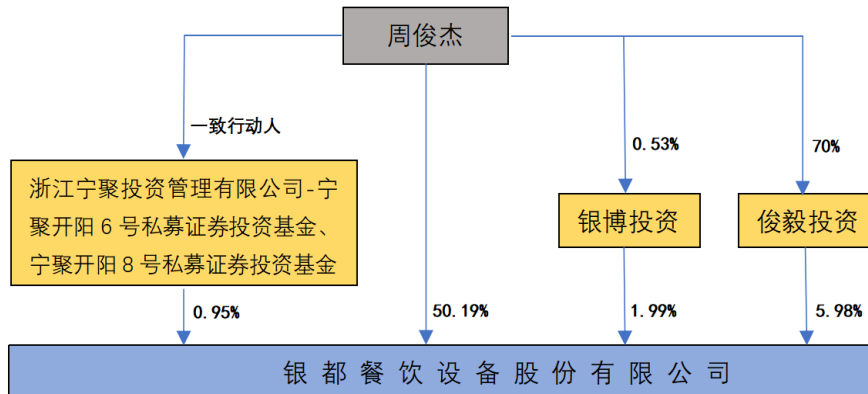 周俊杰
一致行动人
0.53%
70%
浙江宁聚投资管理有限公司-宁
聚开阳 6 号私募证券投资基金、
宁聚开阳 8 号私募证券投资基金
银博投资
俊毅投资
0.95%
50.19%
1.99%
5.98%
银都餐饮设备股份有限公司